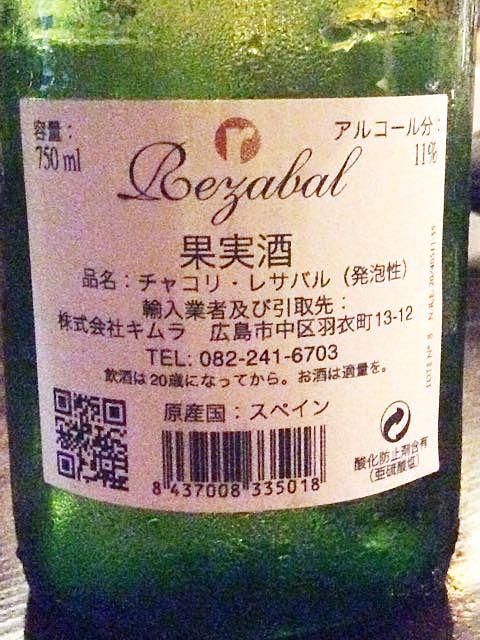 容量：
750 ml
アルコール分：
11%
r
Rezabal
果実酒
品名：チャコリ・レサバル（発泡性）
輸入業者及び引取先：
株式会社キムラ　広島市中区羽衣町13-12
TEL: 082-241-6703
飲酒は20歳になってから。お酒は適量を。
原産国：スペイン
酸化防止剤含有
（亜硫酸塩）
8 437008 335018
LOTE Nº 8